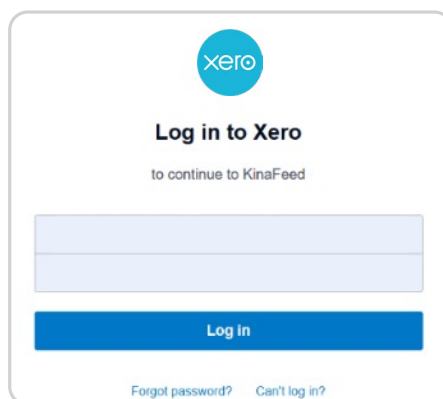 xero
Log in to Xero
to continue to KinaFeed
Log in
Forgot password? Can't log in?